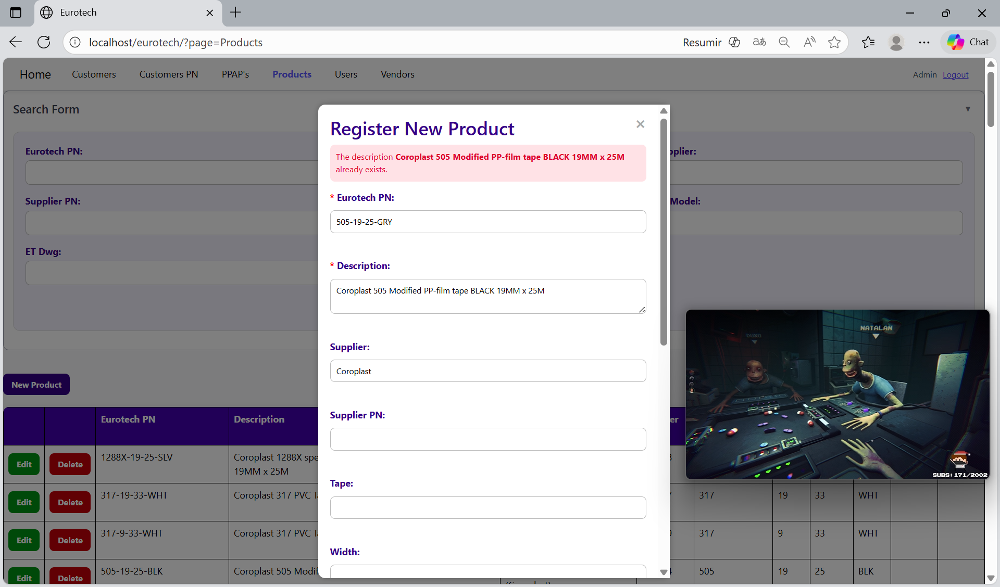 Eurotech
localhost/eurotech/?page=Products
Resumir
Chat
Home
Customers
Customers PN
PPAP's
Products
Users
Vendors
Admin
Logout
Search Form
Eurotech PN:
Supplier PN:
Model:
ET Dwg:
Register New Product
The description Coroplast 505 Modified PP-film tape BLACK 19MM x 25M
already exists.
* Eurotech PN:
505-19-25-GRY
* Description:
Coroplast 505 Modified PP-film tape BLACK 19MM x 25M
Supplier:
Coroplast
Supplier PN:
Tape:
Width:
DUXO
NATALAN
SUBS: 171/2002
New Product
Eurotech PN
Description
Edit
Delete
1288X-19-25-SLV
Coroplast 1288X spe
19MM x 25M
Edit
Delete
317-19-33-WHT
Coroplast 317 PVC Ta
317
19
33
WHT
Edit
Delete
317-9-33-WHT
Coroplast 317 PVC Ta
317
9
33
WHT
Edit
Delete
505-19-25-BLK
Coroplast 505 Modif
505
19
25
BLK